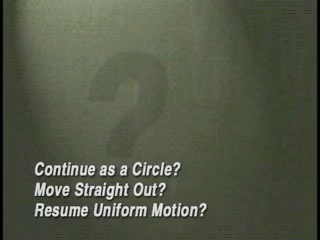 ?
Continue as a Circle?
Move Straight Out?
Resume Uniform Motion?